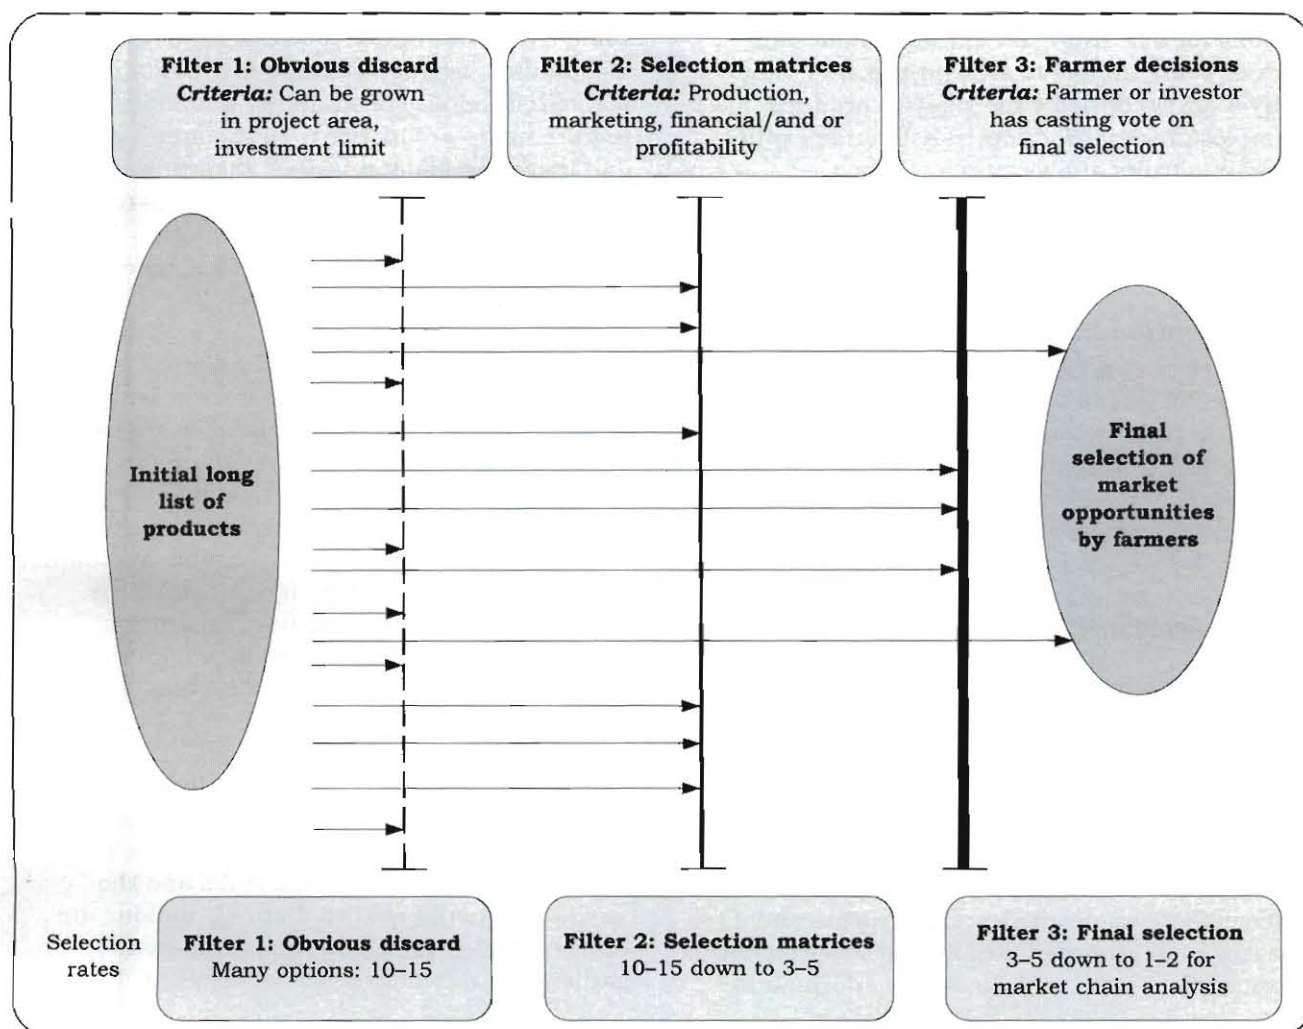 Filter 1: Obvious discard
Criteria: Can be grown
in project area,
investment limit
Filter 2: Selection matrices
Criteria: Production,
marketing, financial/and or
profitability
Filter 3: Farmer decisions
Criteria: Farmer or investor
has casting vote on
final selection
Initial long
list of
products
Final
selection of
market
opportunities
by farmers
Selection
rates
Filter 1: Obvious discard
Many options: 10–15
Filter 2: Selection matrices
10–15 down to 3–5
Filter 3: Final selection
3–5 down to 1–2 for
market chain analysis